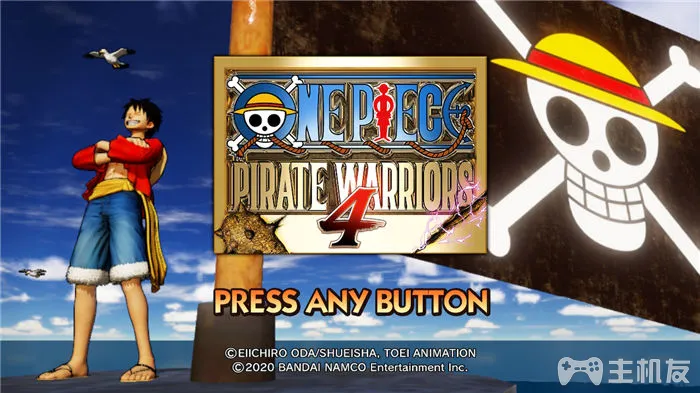 ONE PIECE
PIRATE WARRIORS
4
PRESS ANY BUTTON
©EIICHIRO ODA/SHUEISHA, TOEI ANIMATION
©2020 BANDAI NAMCO Entertainment Inc.
主机友